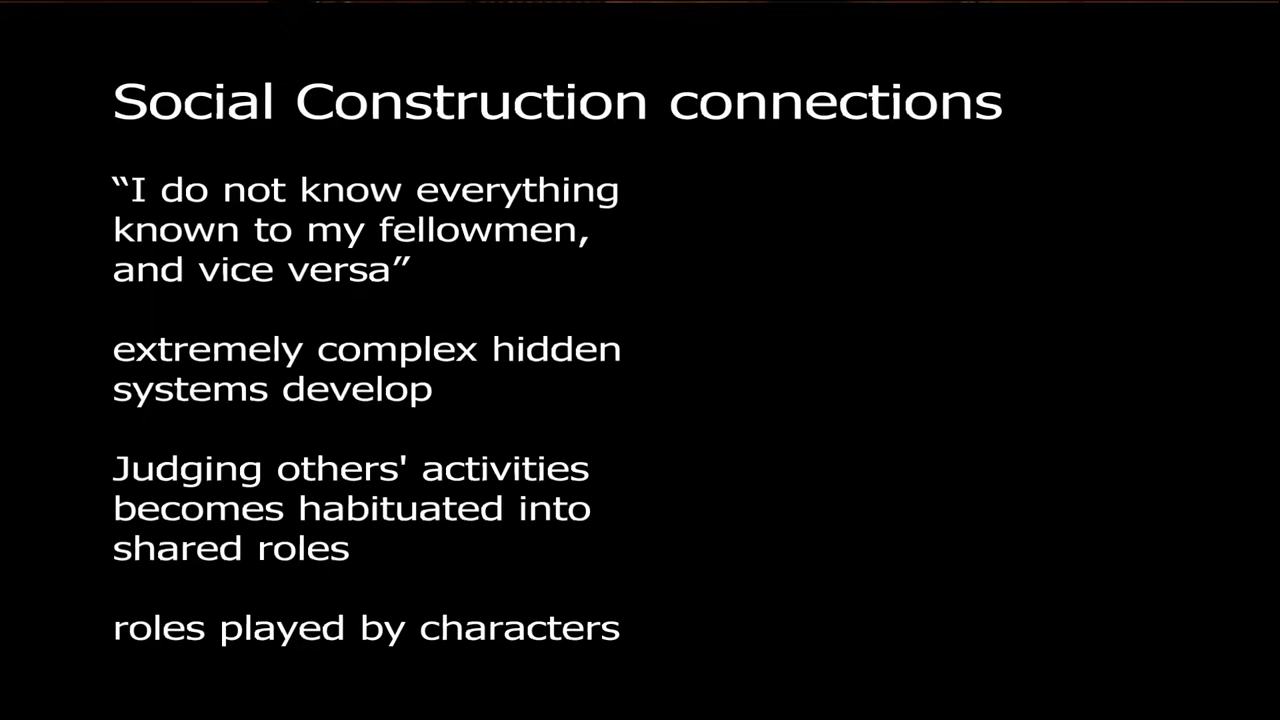 Social Construction connections
“I do not know everything
known to my fellowmen,
and vice versa”
extremely complex hidden
systems develop
Judging others' activities
becomes habituated into
shared roles
roles played by characters